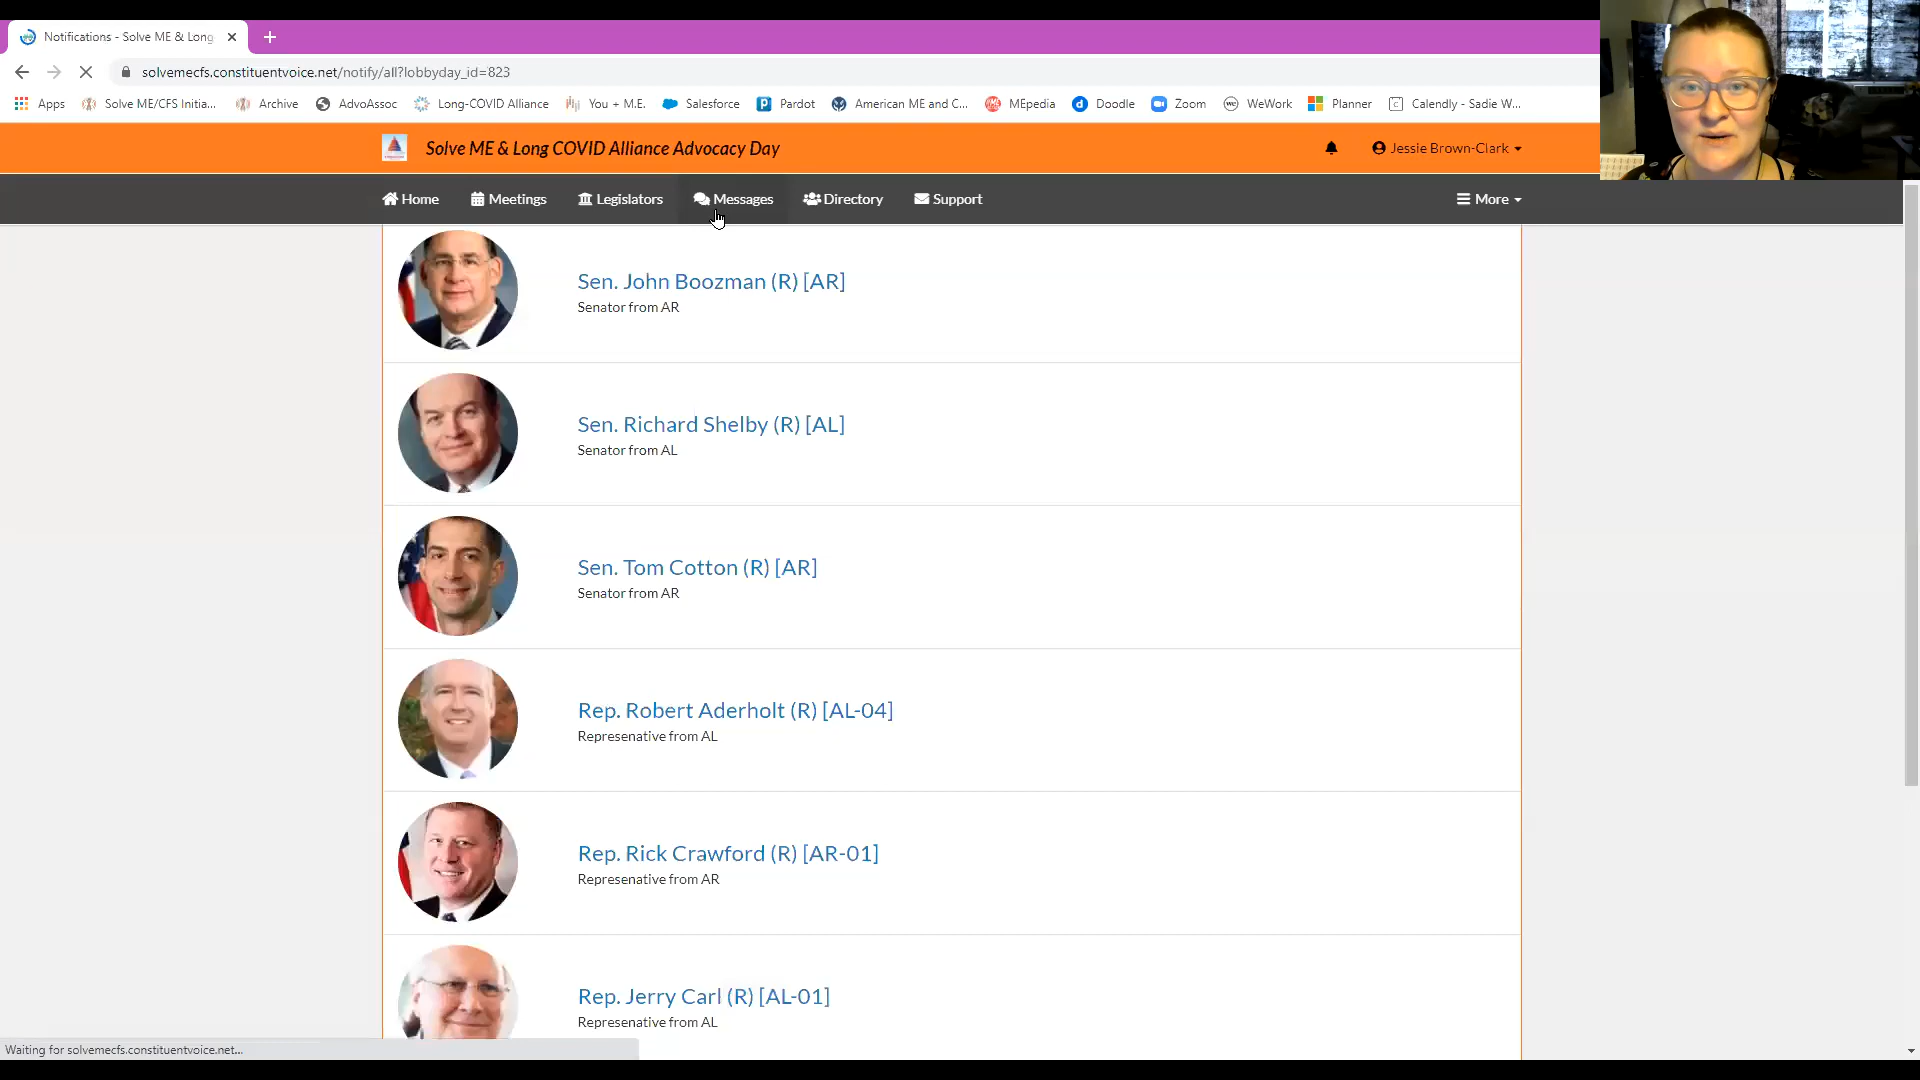 Notifications - Solve ME & Long
solvemecfs.constituentvoice.net/notify/all?lobbyday_id=823
Apps Solve ME/CFS Initia... Archive AdvoAssoc Long-COVID Alliance You + M.E. Salesforce Pardot American ME and C... MEpedia Doodle Zoom WeWork Planner Calendly - Sadie W...
Solve ME & Long COVID Alliance Advocacy Day Jessie Brown-Clark
Home Meetings Legislators Messages Directory Support More
Sen. John Boozman (R) [AR]
Senator from AR
Sen. Richard Shelby (R) [AL]
Senator from AL
Sen. Tom Cotton (R) [AR]
Senator from AR
Rep. Robert Aderholt (R) [AL-04]
Represenative from AL
Rep. Rick Crawford (R) [AR-01]
Represenative from AR
Rep. Jerry Carl (R) [AL-01]
Represenative from AL
Waiting for solvemecfs.constituentvoice.net...